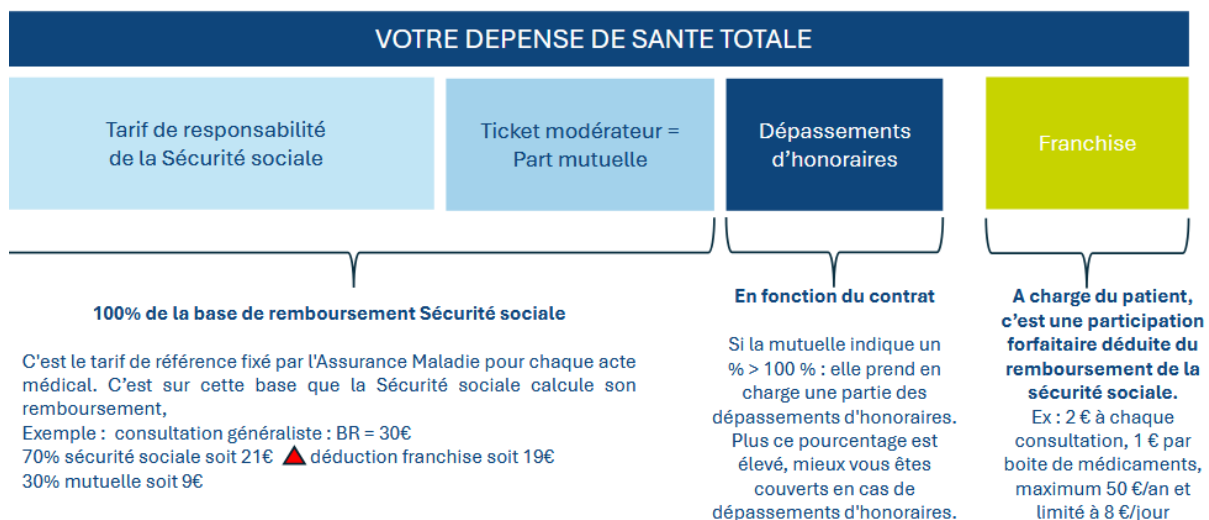 VOTRE DEPENSE DE SANTE TOTALE
Tarif de responsabilité
de la Sécurité sociale
Ticket modérateur =
Part mutuelle
Dépassements
d'honoraires
Franchise
100% de la base de remboursement Sécurité sociale
C'est le tarif de référence fixé par l'Assurance Maladie pour chaque acte
médical. C'est sur cette base que la Sécurité sociale calcule son
remboursement,
Exemple : consultation généraliste : BR = 30€
70% sécurité sociale soit 21€ déduction franchise soit 19€
30% mutuelle soit 9€
En fonction du contrat
Si la mutuelle indique un
% > 100 % : elle prend en
charge une partie des
dépassements d'honoraires.
Plus ce pourcentage est
élevé, mieux vous êtes
couverts en cas de
dépassements d'honoraires.
A charge du patient,
c'est une participation
forfaitaire déduite du
remboursement de la
sécurité sociale.
Ex : 2 € à chaque
consultation, 1 € par
boite de médicaments,
maximum 50 €/an et
limité à 8 €/jour